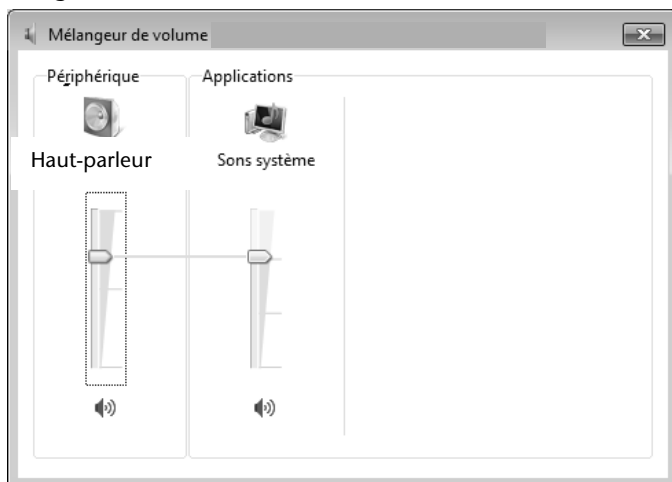 Mélangeur de volume
Périphérique
Applications
Haut-parleur
Sons système